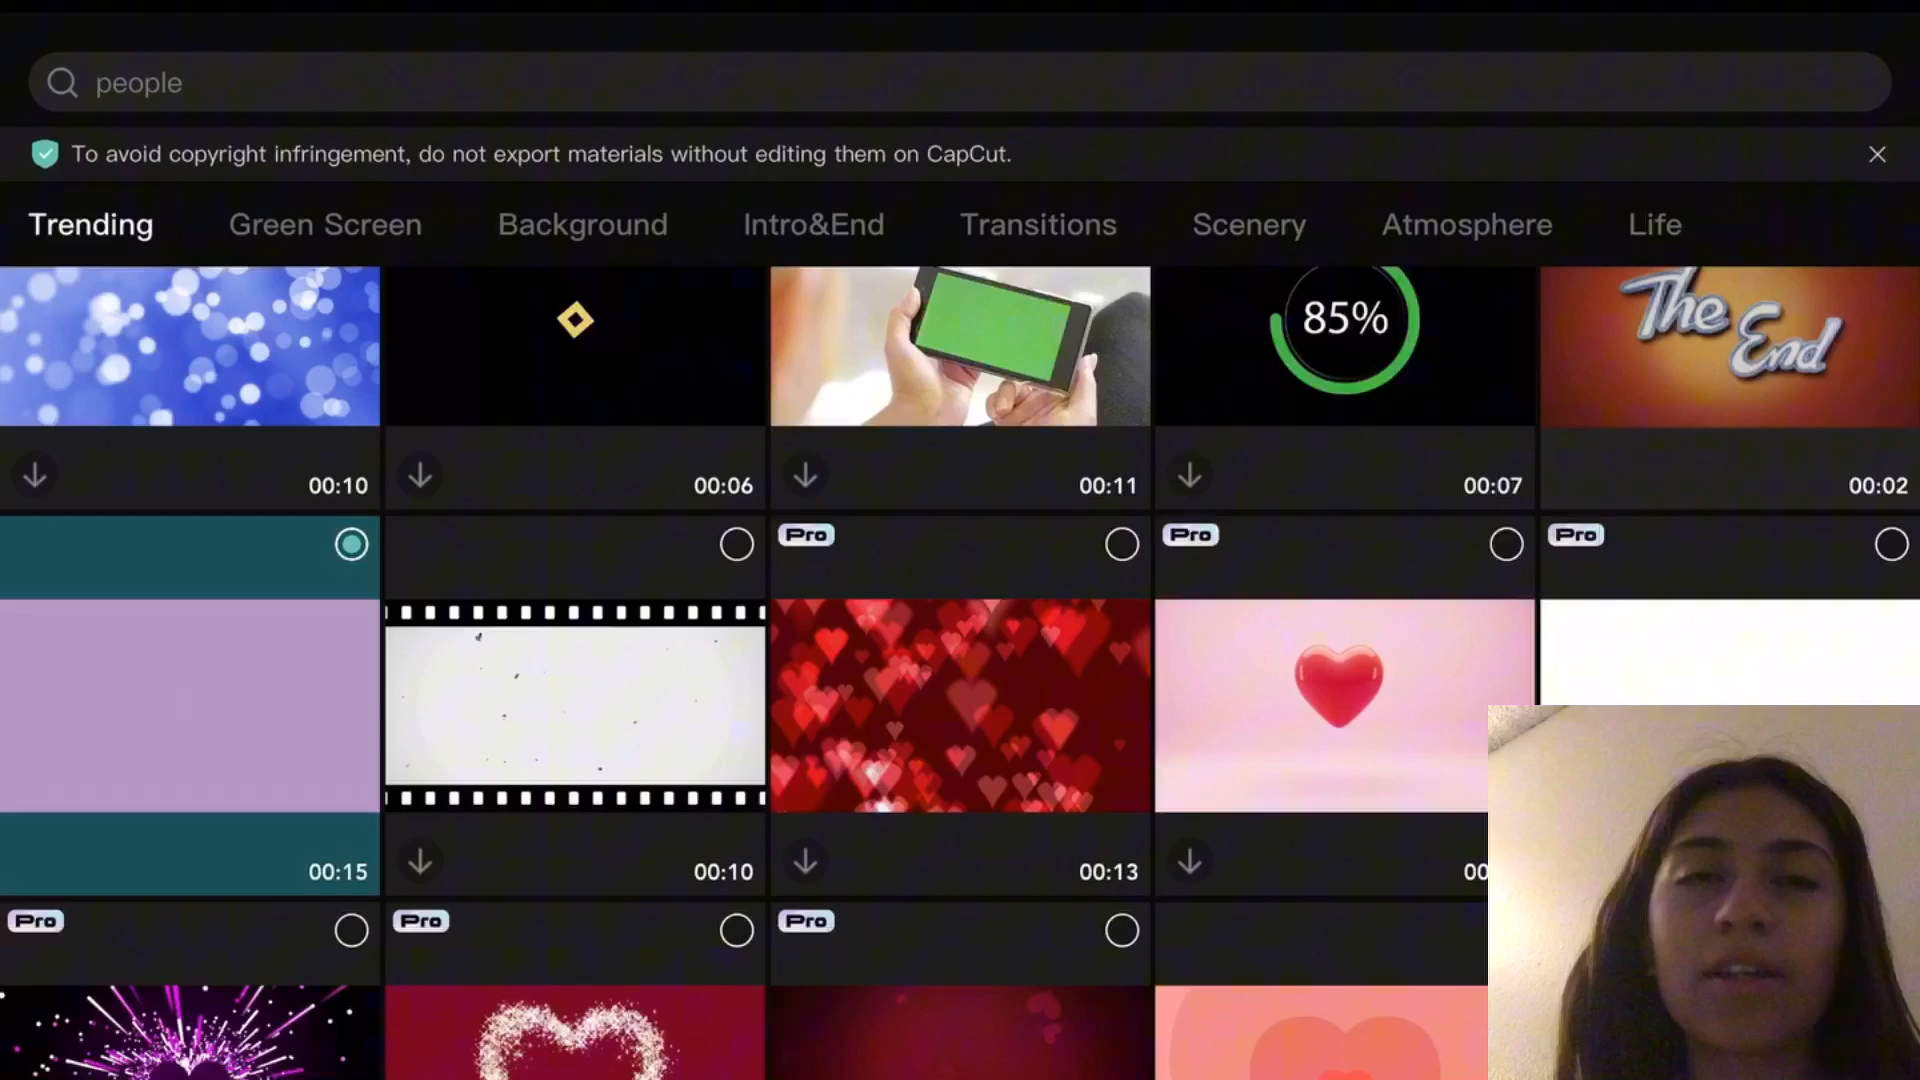 people
To avoid copyright infringement, do not export materials without editing them on CapCut.
Trending Green Screen Background Intro&End Transitions Scenery Atmosphere Life
85%
The End
00:10 00:06 00:11 00:07 00:02
Pro Pro Pro
00:15 00:10 00:13 00
Pro Pro Pro